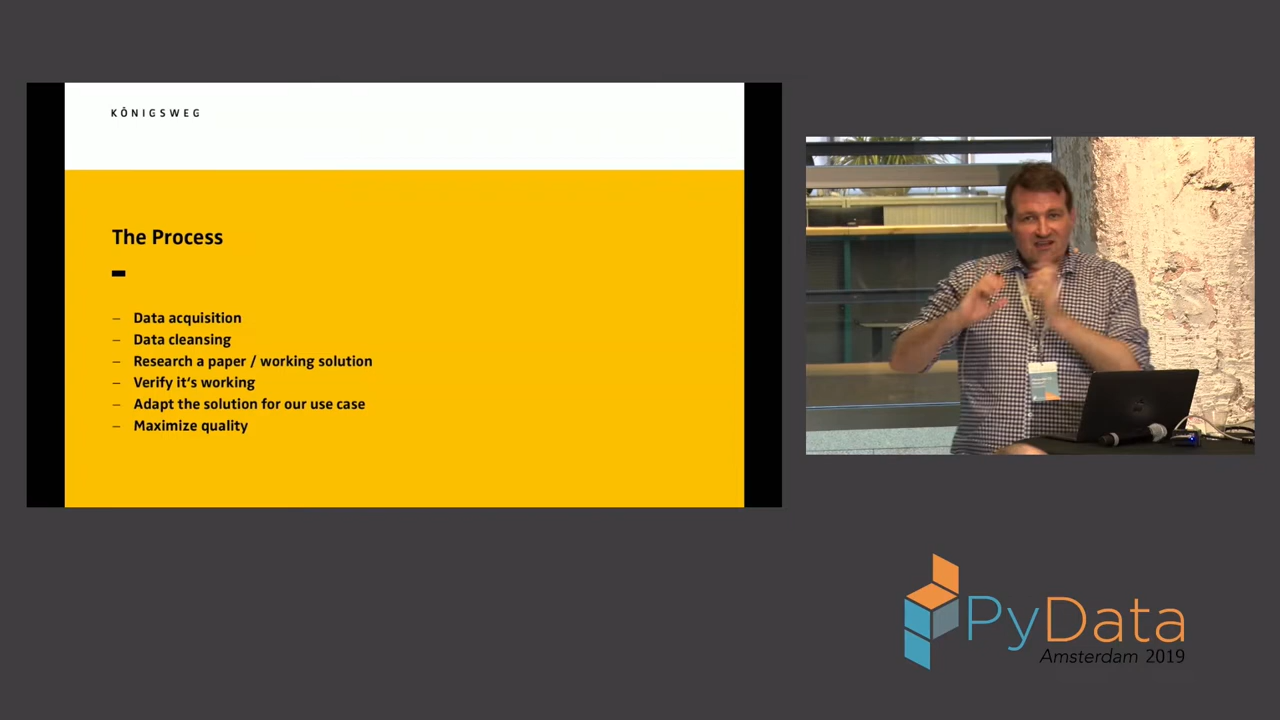 KÖNIGSWEG
The Process
– Data acquisition
– Data cleansing
– Research a paper / working solution
– Verify it's working
– Adapt the solution for our use case
– Maximize quality
PyData
Amsterdam 2019